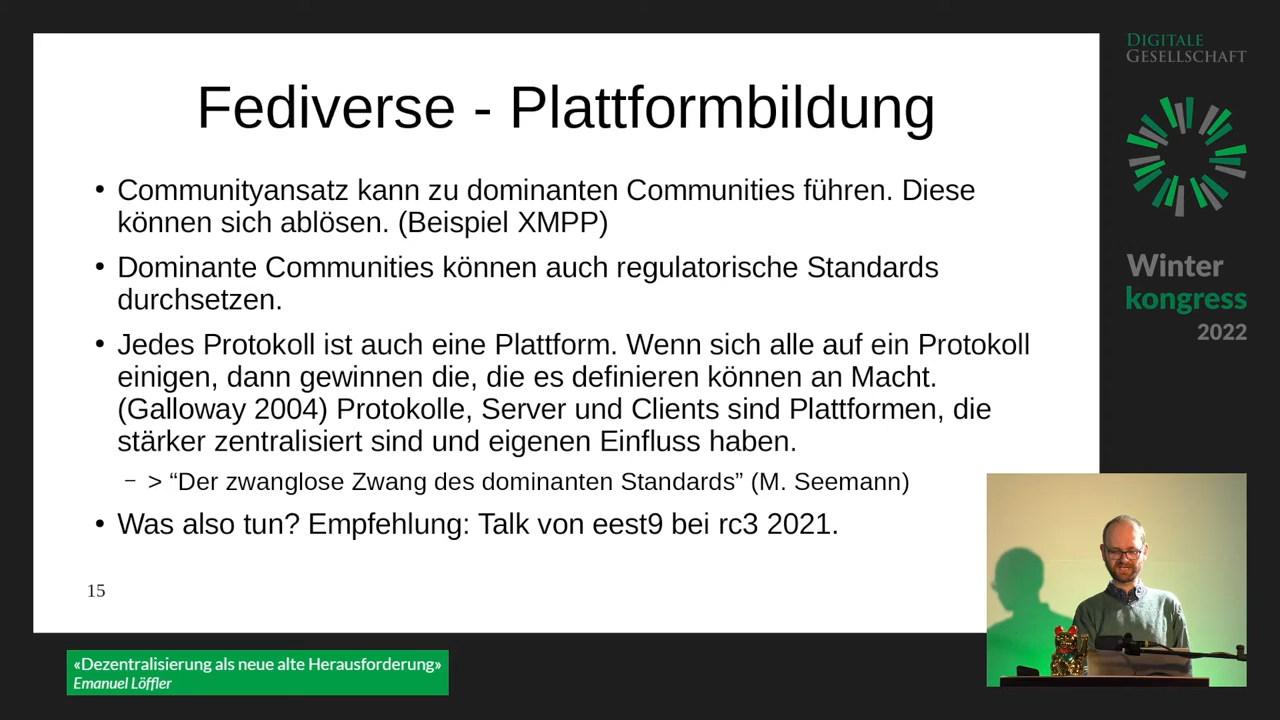 Fediverse - Plattformbildung
• Communityansatz kann zu dominanten Communities führen. Diese
können sich ablösen. (Beispiel XMPP)
• Dominante Communities können auch regulatorische Standards
durchsetzen.
• Jedes Protokoll ist auch eine Plattform. Wenn sich alle auf ein Protokoll
einigen, dann gewinnen die, die es definieren können an Macht.
(Galloway 2004) Protokolle, Server und Clients sind Plattformen, die
stärker zentralisiert sind und eigenen Einfluss haben.
– > “Der zwanglose Zwang des dominanten Standards” (M. Seemann)
• Was also tun? Empfehlung: Talk von eest9 bei rc3 2021.
15
DIGITALE
GESELLSCHAFT
Winter
kongress
2022
«Dezentralisierung als neue alte Herausforderung»
Emanuel Löffler